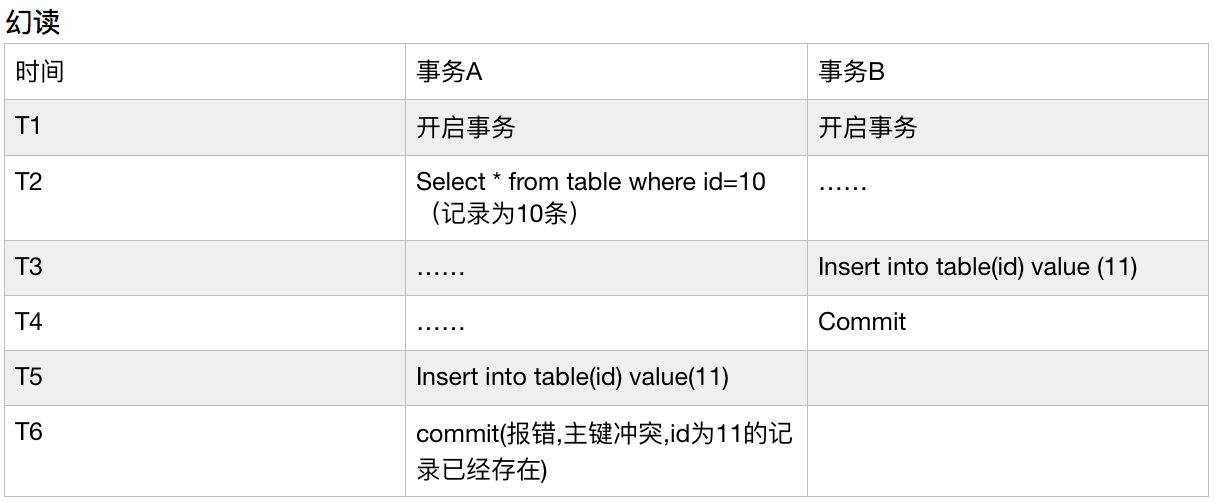 幻读
时间 事务A 事务B
T1 开启事务 开启事务
T2 Select * from table where id=10 ……
（记录为10条）
T3 …… Insert into table(id) value (11)
T4 …… Commit
T5 Insert into table(id) value(11)
T6 commit(报错,主键冲突,id为11的记
录已经存在)